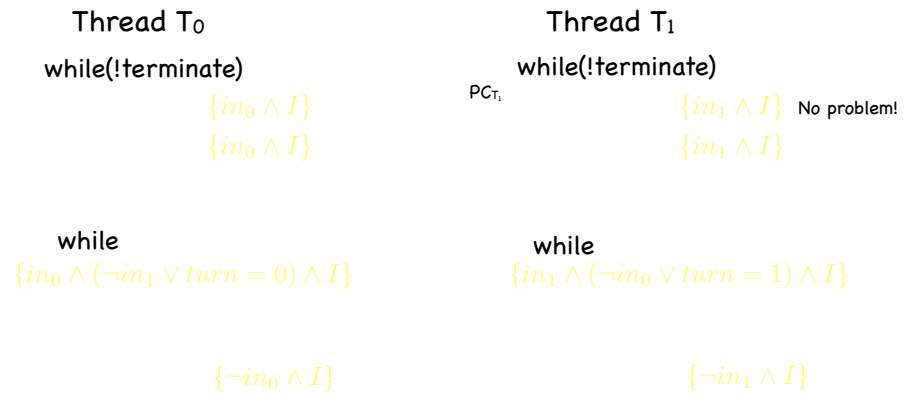 Thread T₀
while(!terminate)
{in₀ ∧ I}
{in₀ ∧ I}
while
{in₀ ∧ (¬in₁ ∨ turn = 0) ∧ I}
{¬in₀ ∧ I}
Thread T₁
while(!terminate)
PC_T₁
{in₁ ∧ I} No problem!
{in₁ ∧ I}
while
{in₁ ∧ (¬in₀ ∨ turn = 1) ∧ I}
{¬in₁ ∧ I}